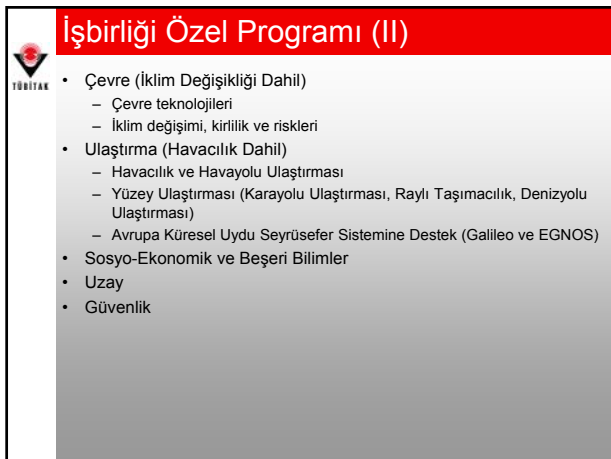 İşbirliği Özel Programı (II)
TÜBİTAK
• Çevre (İklim Değişikliği Dahil)
– Çevre teknolojileri
– İklim değişimi, kirlilik ve riskleri
• Ulaştırma (Havacılık Dahil)
– Havacılık ve Havayolu Ulaştırması
– Yüzey Ulaştırması (Karayolu Ulaştırması, Raylı Taşımacılık, Denizyolu
Ulaştırması)
– Avrupa Küresel Uydu Seyrüsefer Sistemine Destek (Galileo ve EGNOS)
• Sosyo-Ekonomik ve Beşeri Bilimler
• Uzay
• Güvenlik